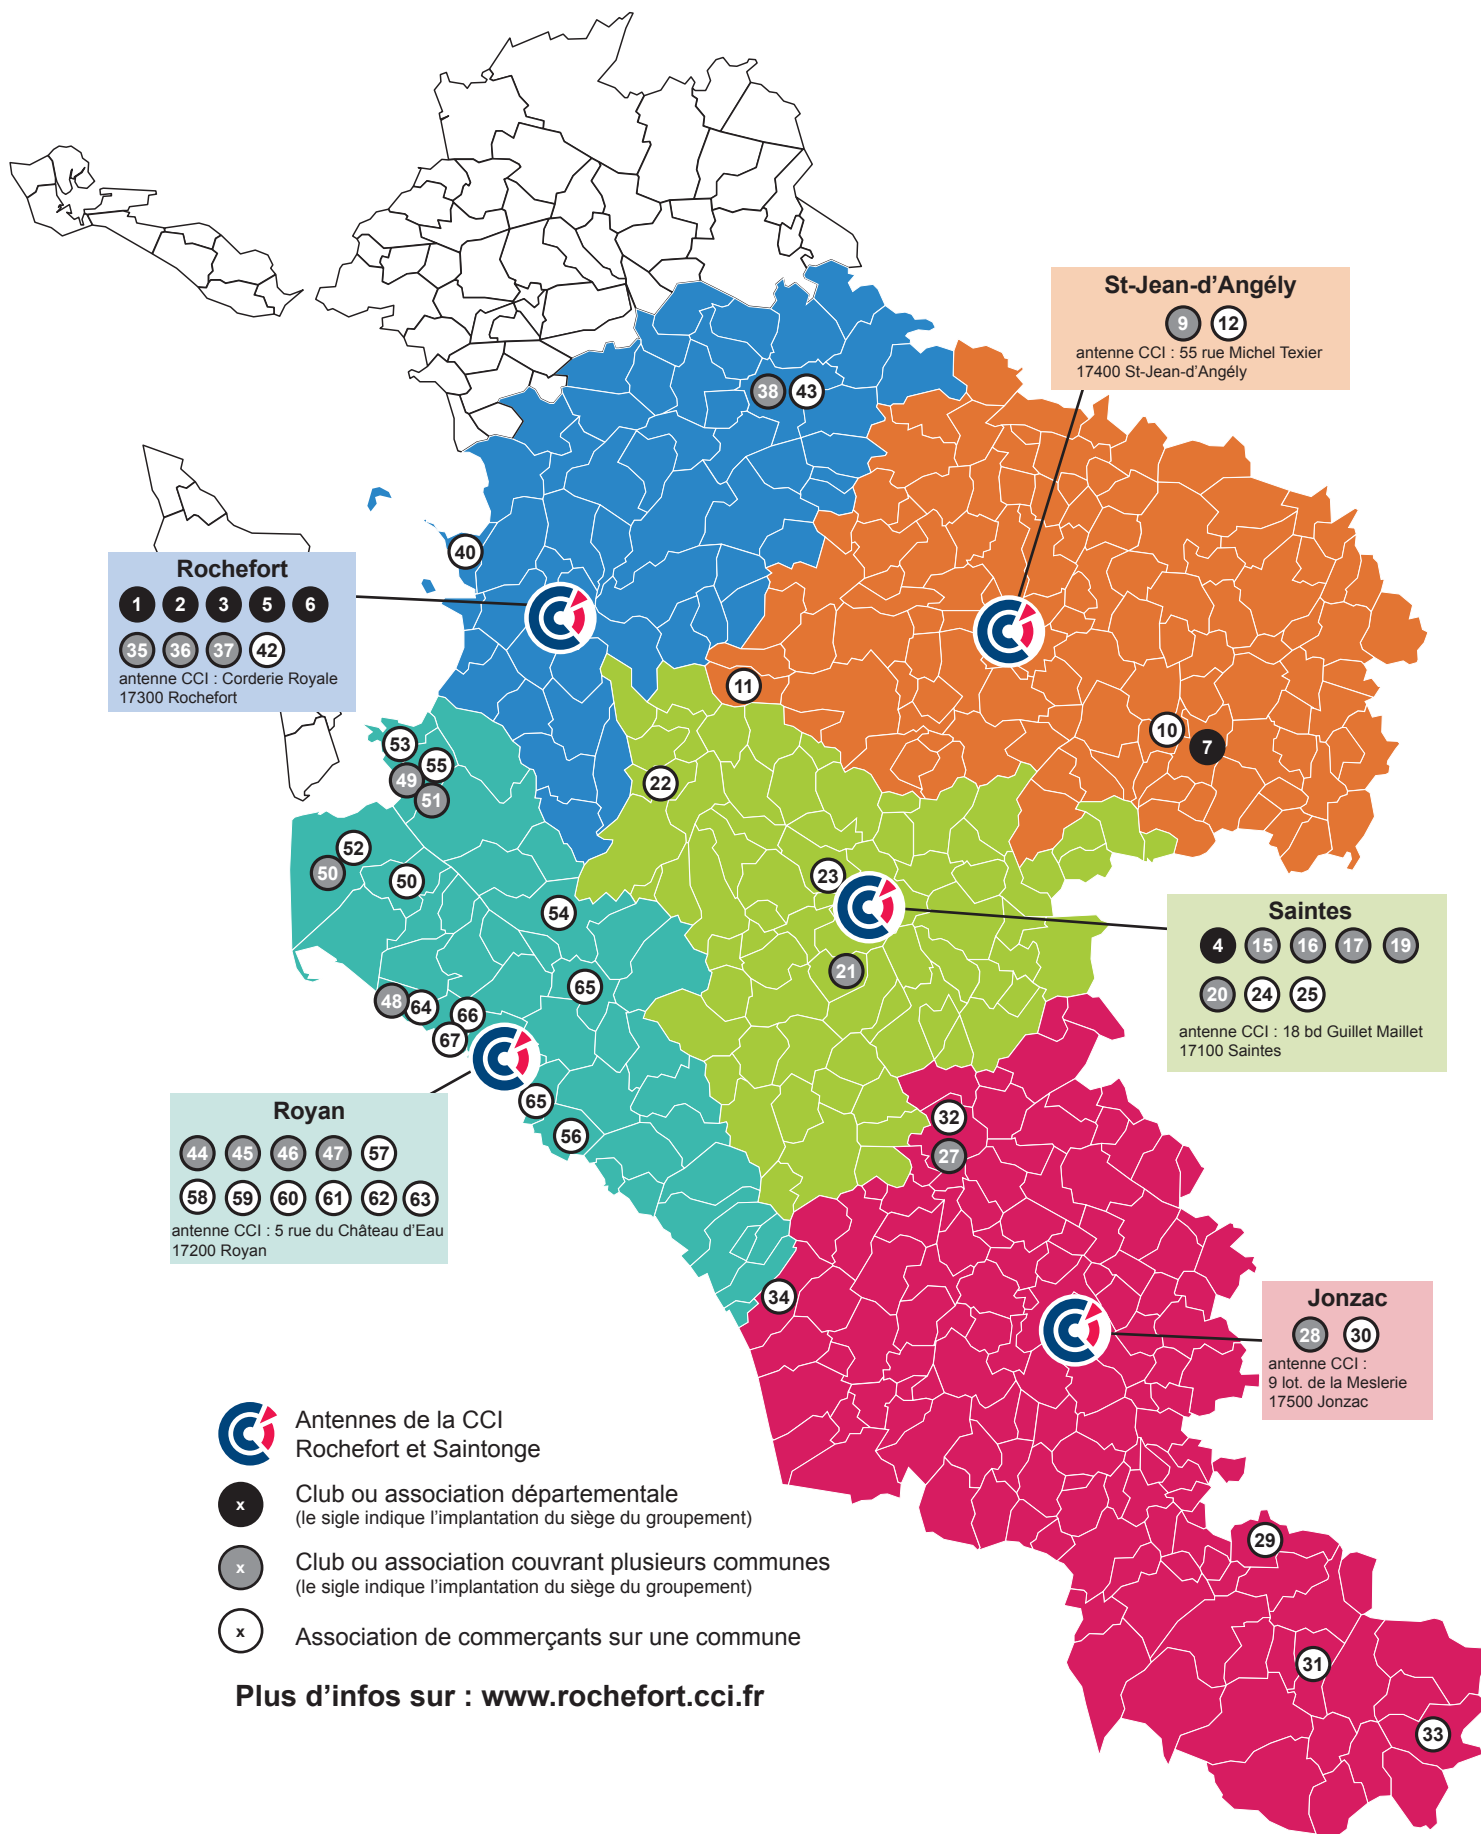 St-Jean-d'Angély
9 12
antenne CCI : 55 rue Michel Texier
17400 St-Jean-d'Angély
38 43
40
Rochefort
1 2 3 5 6
35 36 37 42
antenne CCI : Corderie Royale
17300 Rochefort
11
10
7
53
55
49
51
22
52
50
50
23
54
Saintes
4 15 16 17 19
20 24 25
antenne CCI : 18 bd Guillet Maillet
17100 Saintes
21
65
48
64
66
67
65
56
Royan
44 45 46 47 57
58 59 60 61 62 63
antenne CCI : 5 rue du Château d'Eau
17200 Royan
32
27
34
Jonzac
28 30
antenne CCI :
9 lot. de la Meslerie
17500 Jonzac
Antennes de la CCI
Rochefort et Saintonge
x
Club ou association départementale
(le sigle indique l'implantation du siège du groupement)
x
Club ou association couvrant plusieurs communes
(le sigle indique l'implantation du siège du groupement)
x
Association de commerçants sur une commune
29
31
33
Plus d'infos sur : www.rochefort.cci.fr